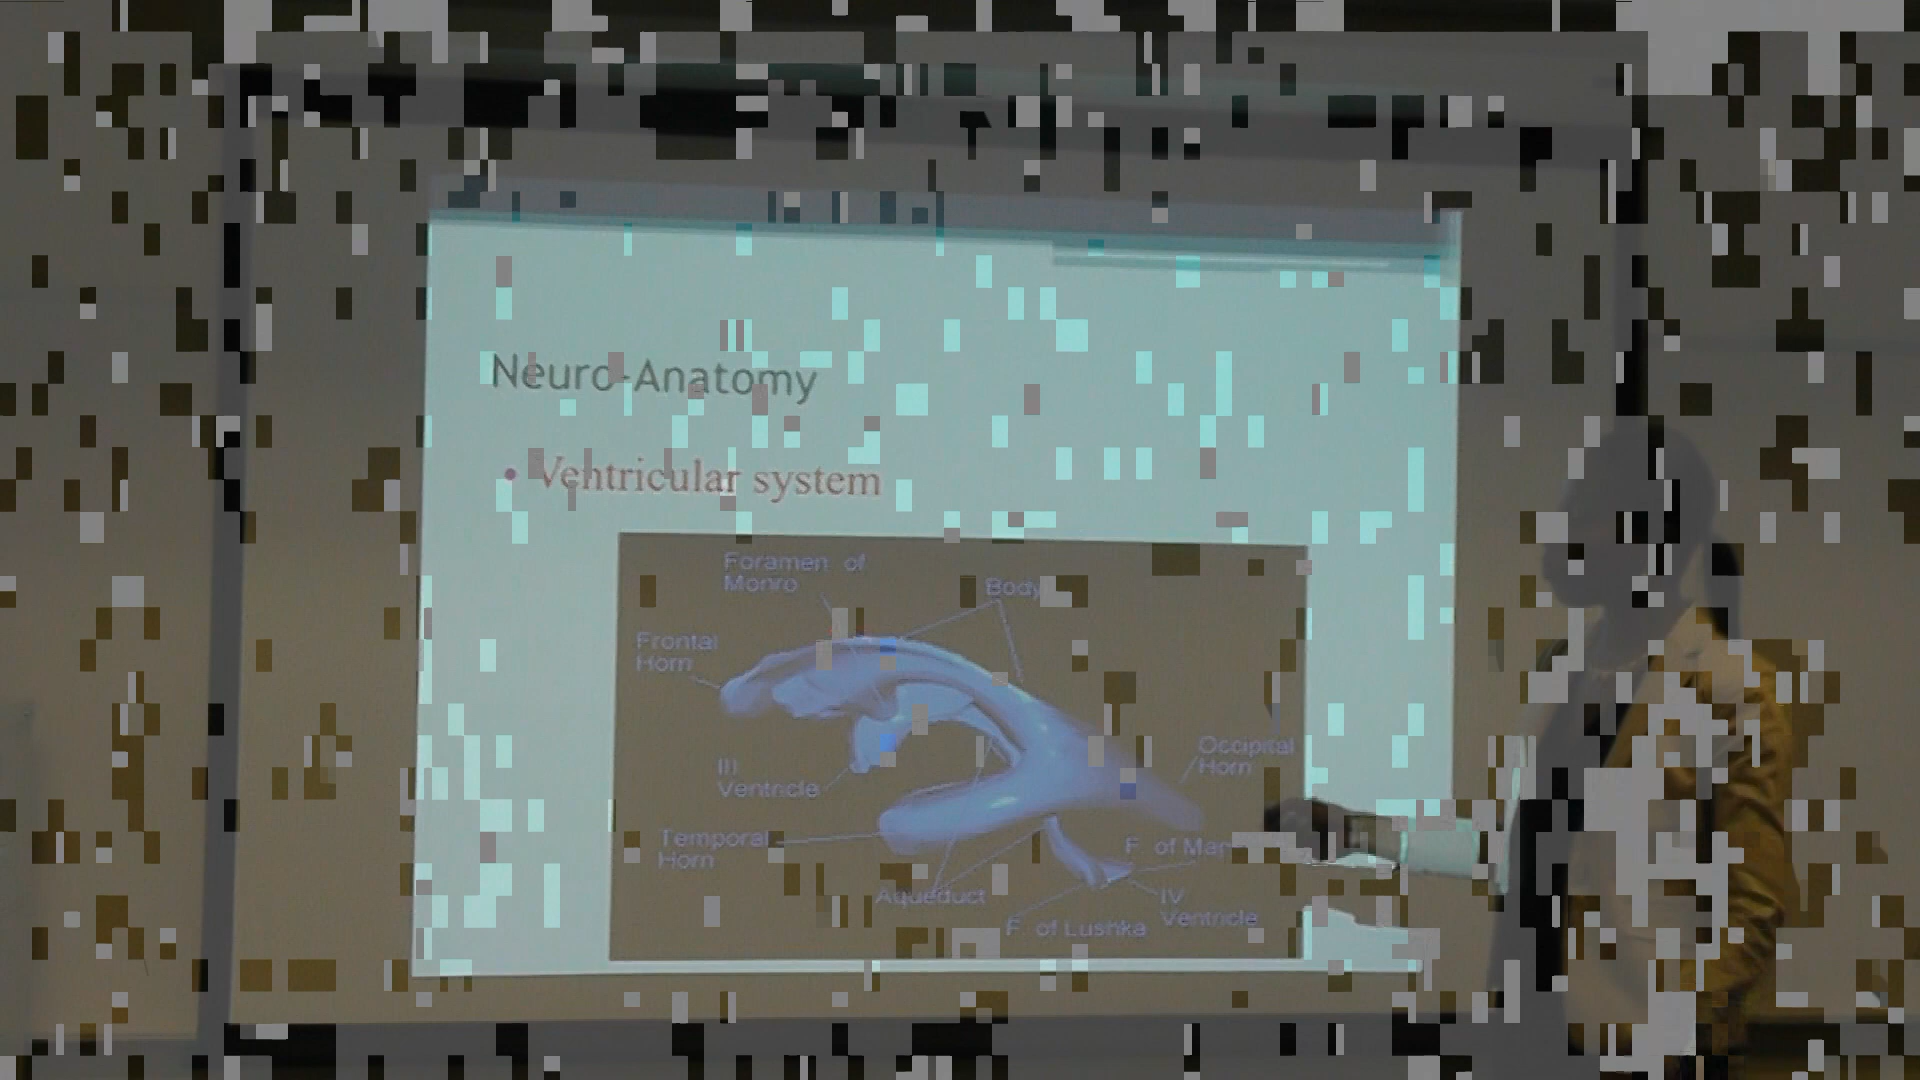 Neuro-Anatomy
• Ventricular system
Foramen of
Monro
Body
Frontal
Horn
Occipital
Horn
III
Ventricle
Temporal
Horn
F. of
Aqueduct
IV
Ventricle
F. of Lushka